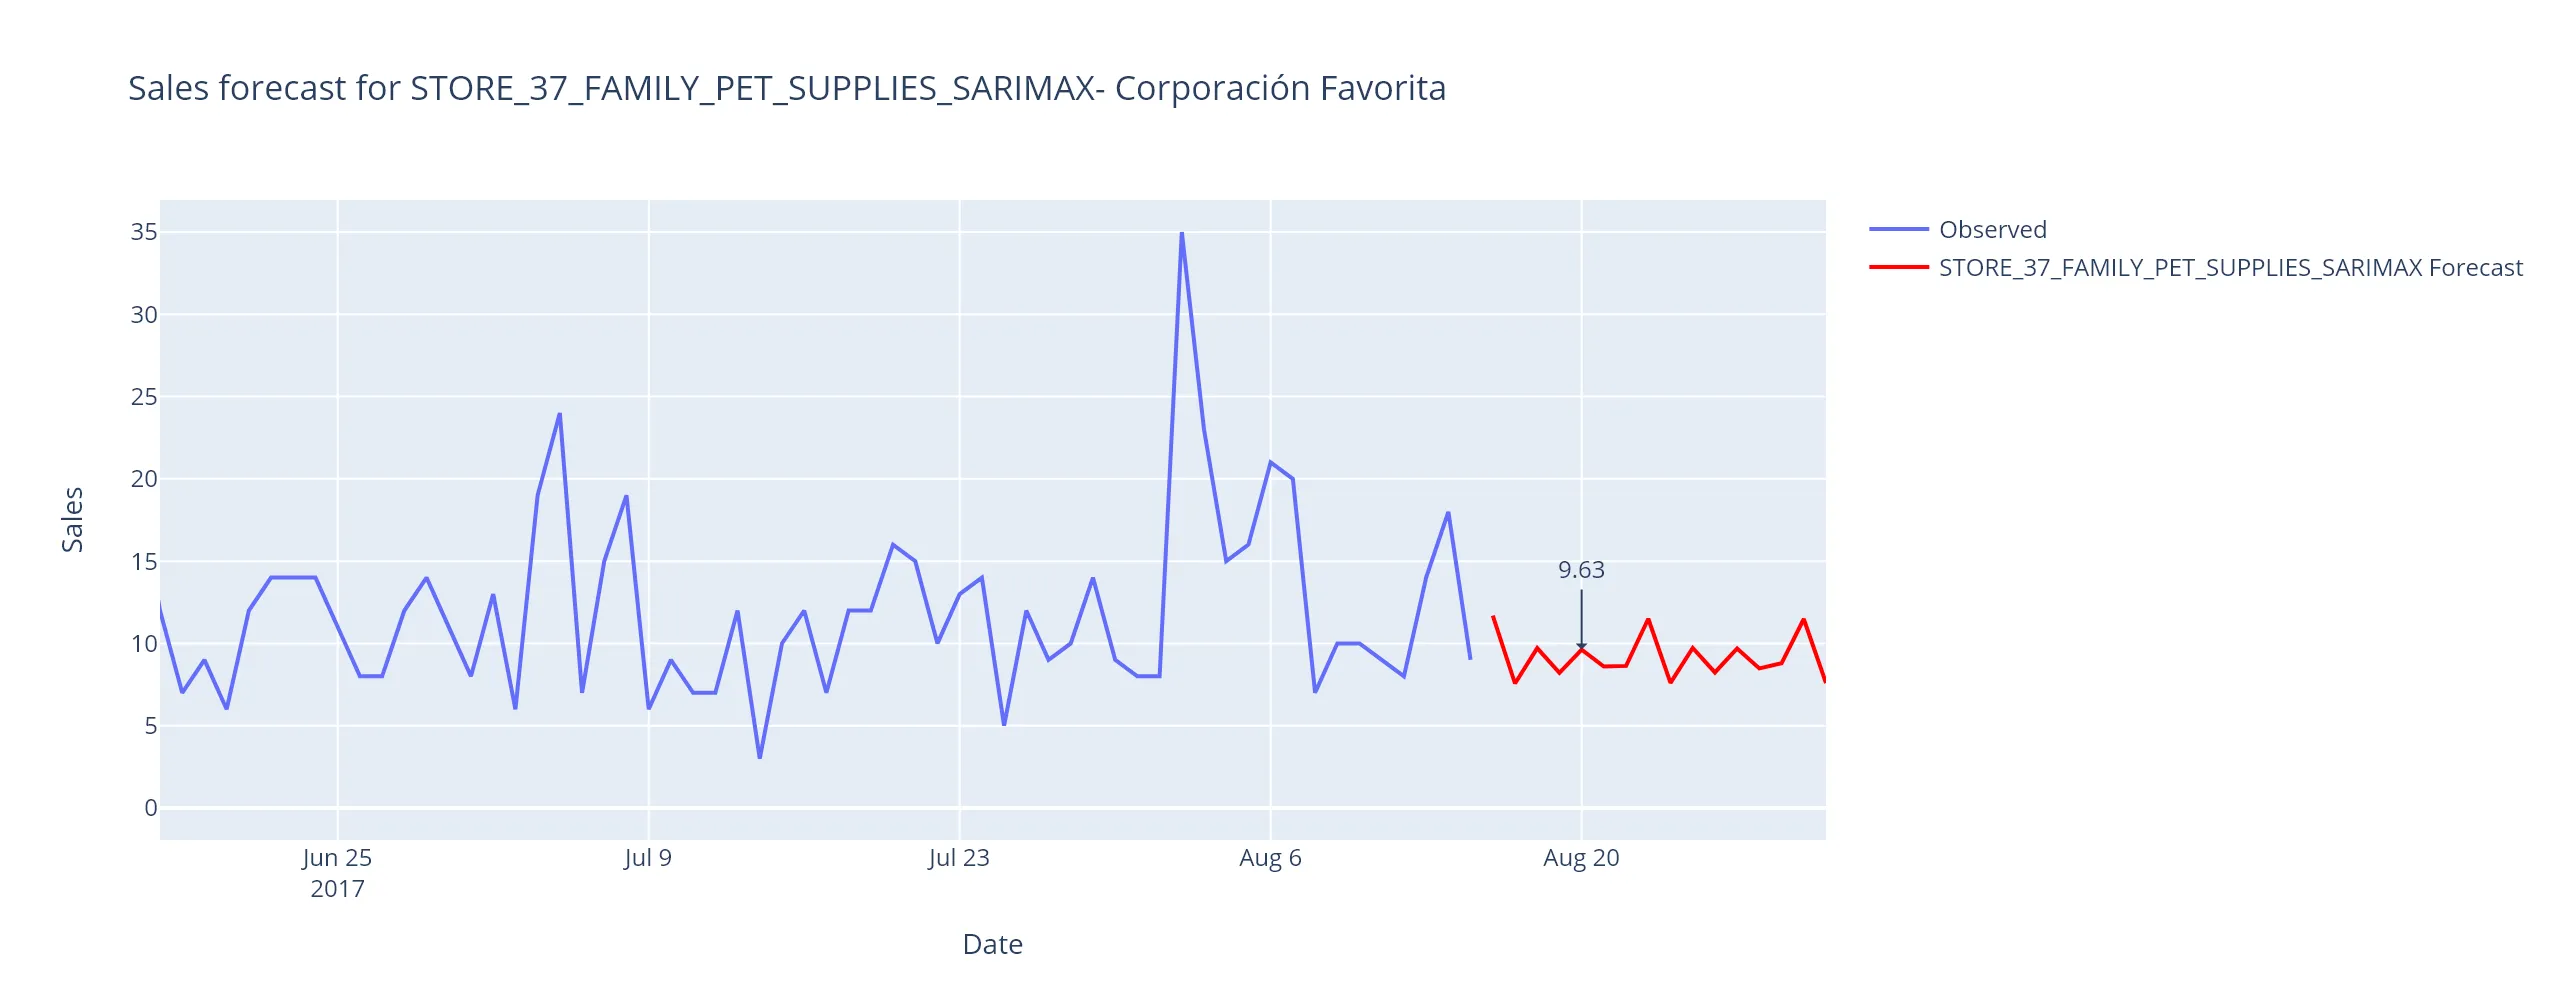 Sales forecast for STORE_37_FAMILY_PET_SUPPLIES_SARIMAX- Corporación Favorita
Observed
STORE_37_FAMILY_PET_SUPPLIES_SARIMAX Forecast
35
30
25
20
15
10
5
0
Sales
9.63
Jun 25
2017
Jul 9
Jul 23
Aug 6
Aug 20
Date